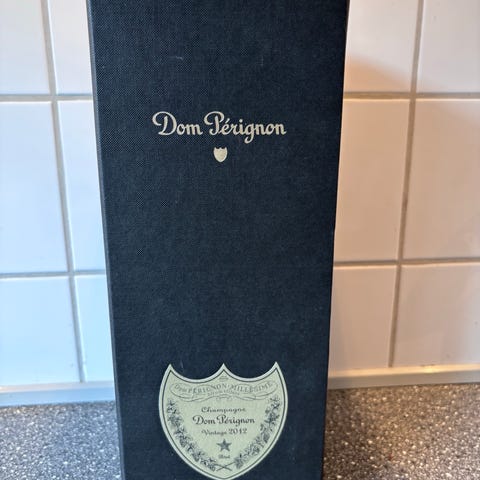 Dom Pérignon
Dom PÉRIGNON-MILLÉSIME
Champagne
Dom Pérignon
Vintage 2012
Brut